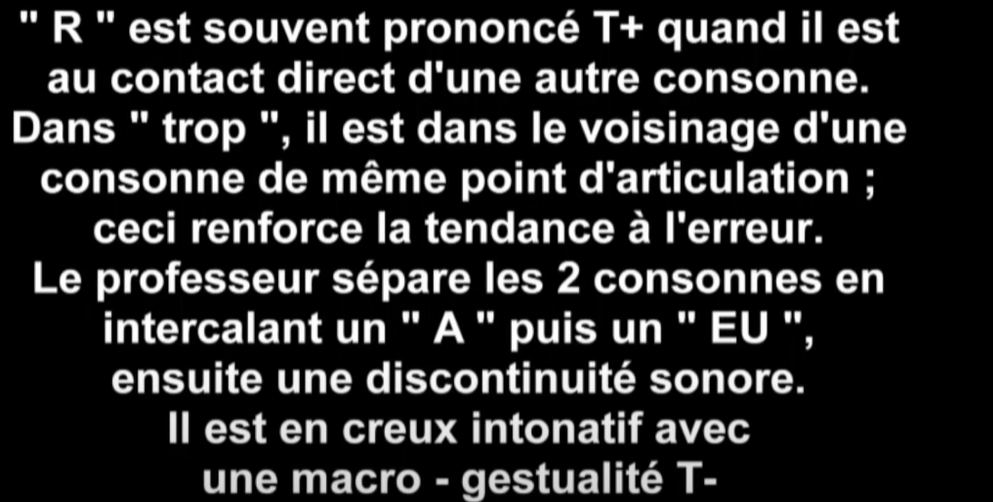 " R " est souvent prononcé T+ quand il est
au contact direct d'une autre consonne.
Dans " trop ", il est dans le voisinage d'une
consonne de même point d'articulation ;
ceci renforce la tendance à l'erreur.
Le professeur sépare les 2 consonnes en
intercalant un " A " puis un " EU ",
ensuite une discontinuité sonore.
Il est en creux intonatif avec
une macro - gestualité T-